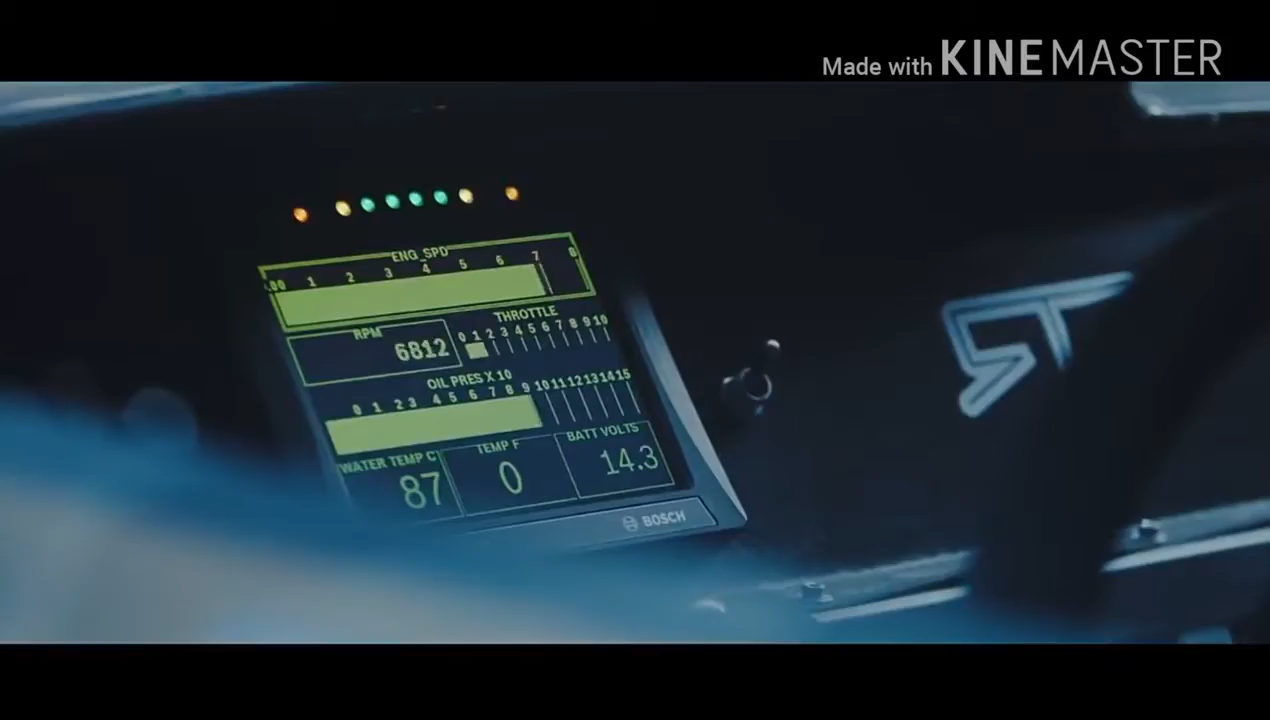 Made with KINEMASTER
ENG_SPD
.00 1 2 3 4 5 6 7 8
RPM
6812
THROTTLE
0 1 2 3 4 5 6 7 8 9 10
OIL PRES X 10
0 1 2 3 4 5 6 7 8 9 10 11 12 13 14 15
WATER TEMP C
87
TEMP F
0
BATT VOLTS
14.3
BOSCH